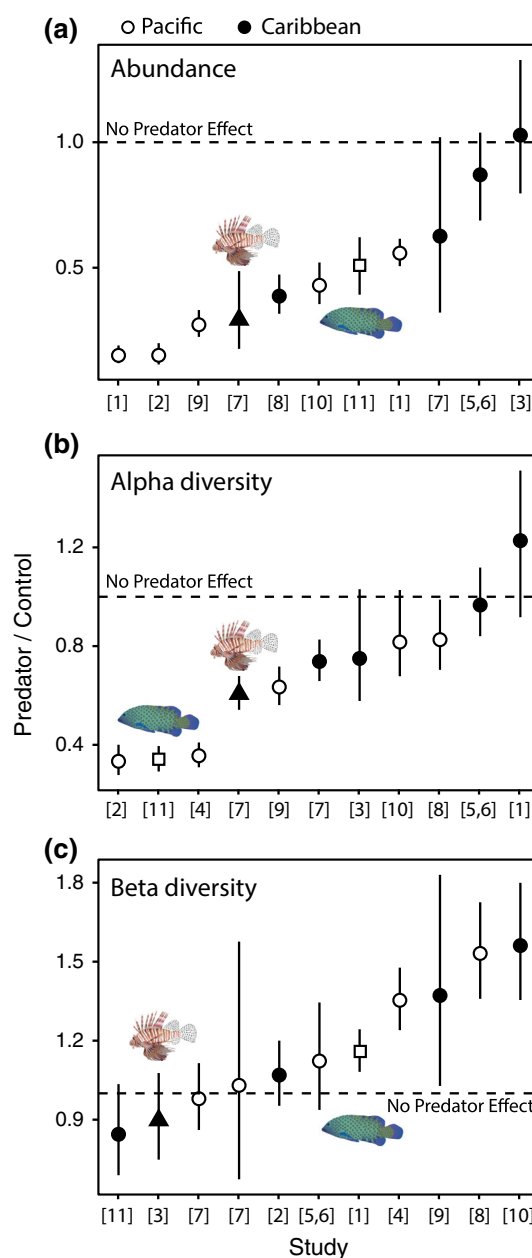 (a)
Pacific
Caribbean
Abundance
No Predator Effect
1.0
0.5
[1] [2] [9] [7] [8] [10] [11] [1] [7] [5,6] [3]
(b)
Alpha diversity
1.2
No Predator Effect
0.8
0.4
[2] [11] [4] [7] [9] [7] [3] [10] [8] [5,6] [1]
Predator / Control
(c)
Beta diversity
1.8
1.5
1.2
0.9
No Predator Effect
[11] [3] [7] [7] [2] [5,6] [1] [4] [9] [8] [10]
Study